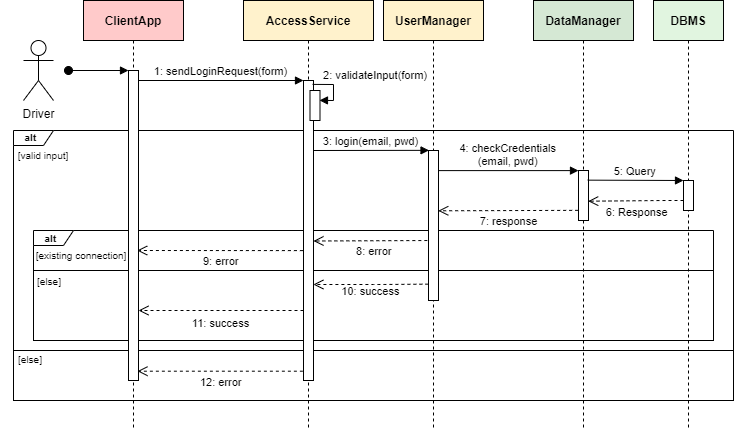 ClientApp
AccessService
UserManager
DataManager
DBMS
Driver
1: sendLoginRequest(form)
2: validateInput(form)
alt
[valid input]
3: login(email, pwd)
4: checkCredentials
(email, pwd)
5: Query
6: Response
7: response
alt
[existing connection]
8: error
9: error
[else]
10: success
11: success
[else]
12: error